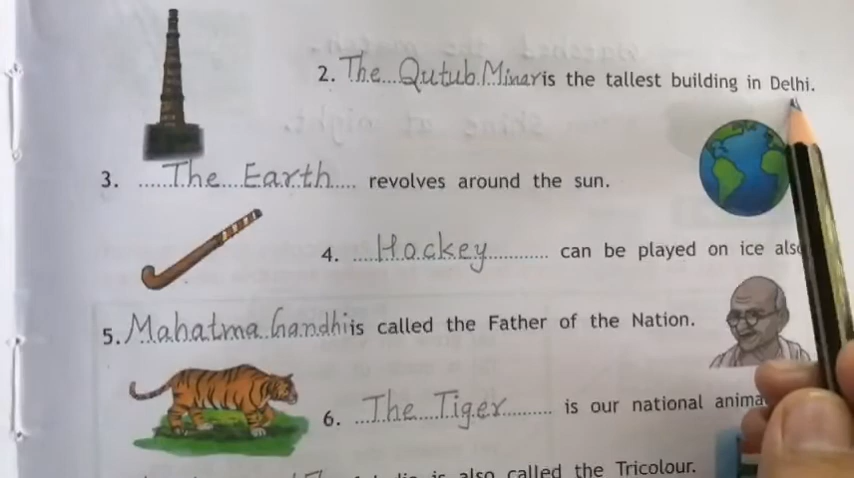 2. The Qutub Minar is the tallest building in Delhi.
3. The Earth revolves around the sun.
4. Hockey can be played on ice also
5. Mahatma Gandhi is called the Father of the Nation.
6. The Tiger is our national anima
is also called the Tricolour.